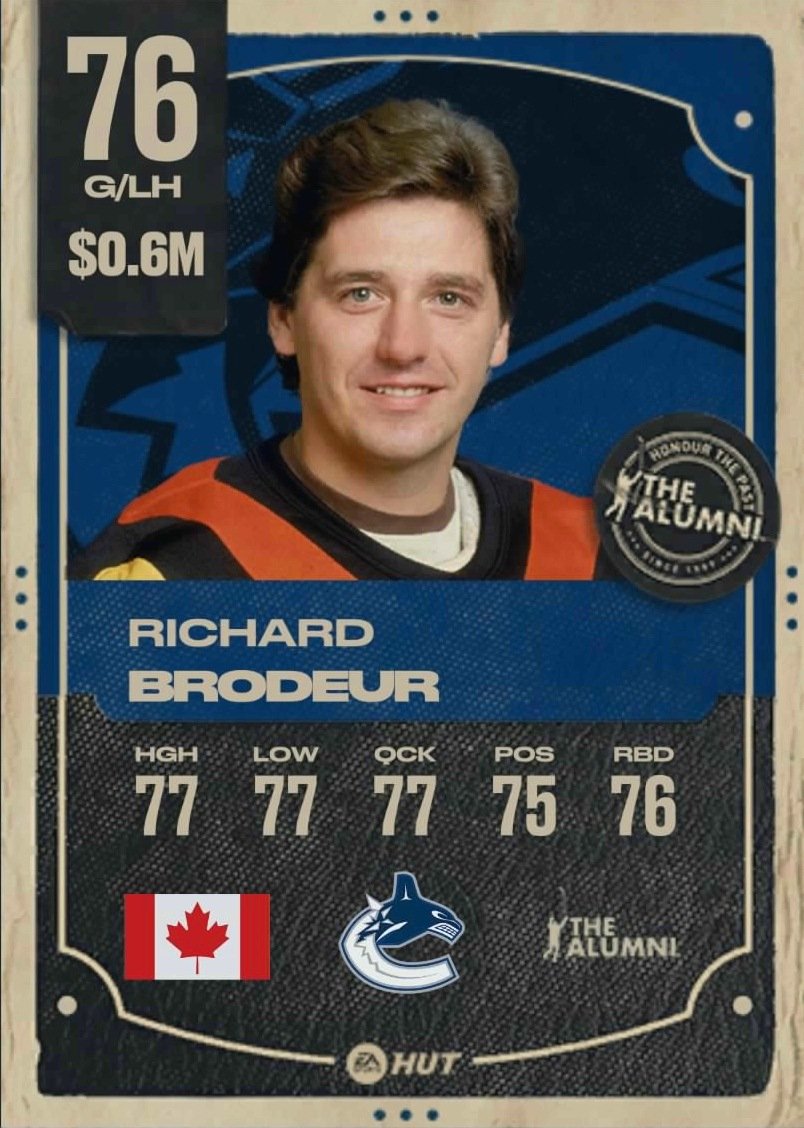 76
G/LH
$0.6M
HONOUR THE PAST
THE
ALUMNI
RICHARD
BRODEUR
HGH LOW QCK POS RBD
77 77 77 75 76
THE
ALUMNI
EA HUT